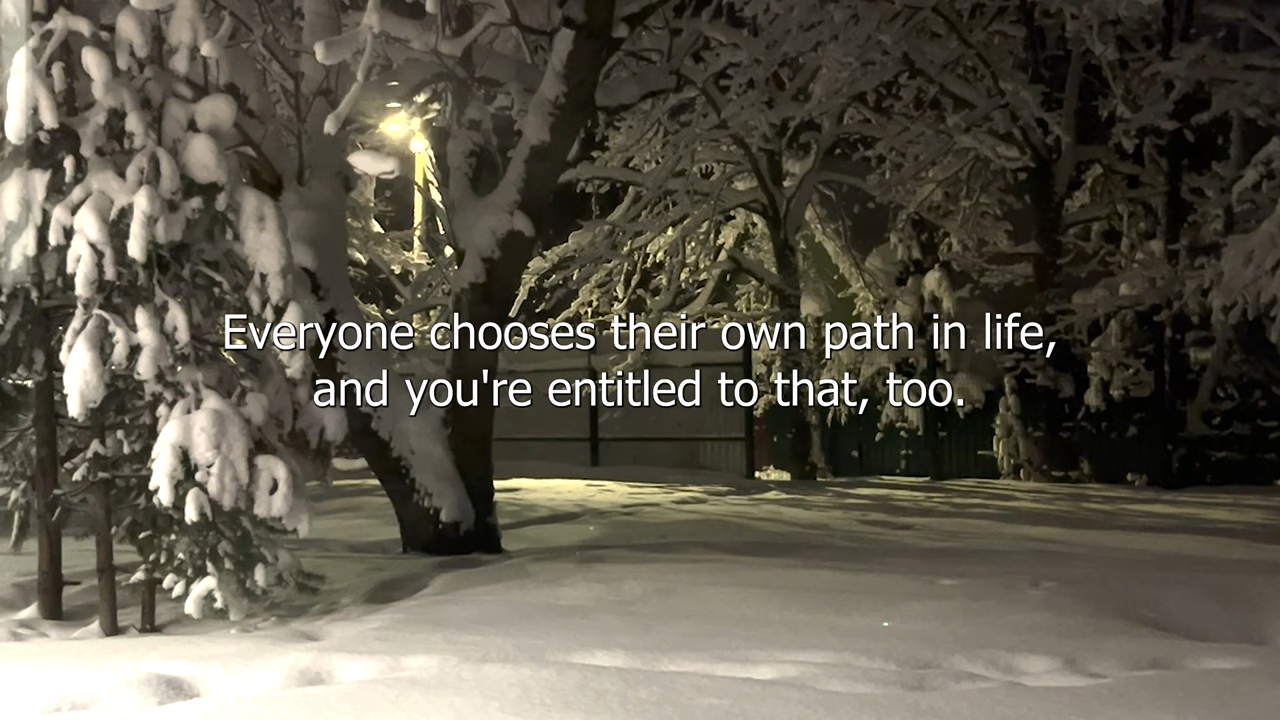 Everyone chooses their own path in life,
and you're entitled to that, too.